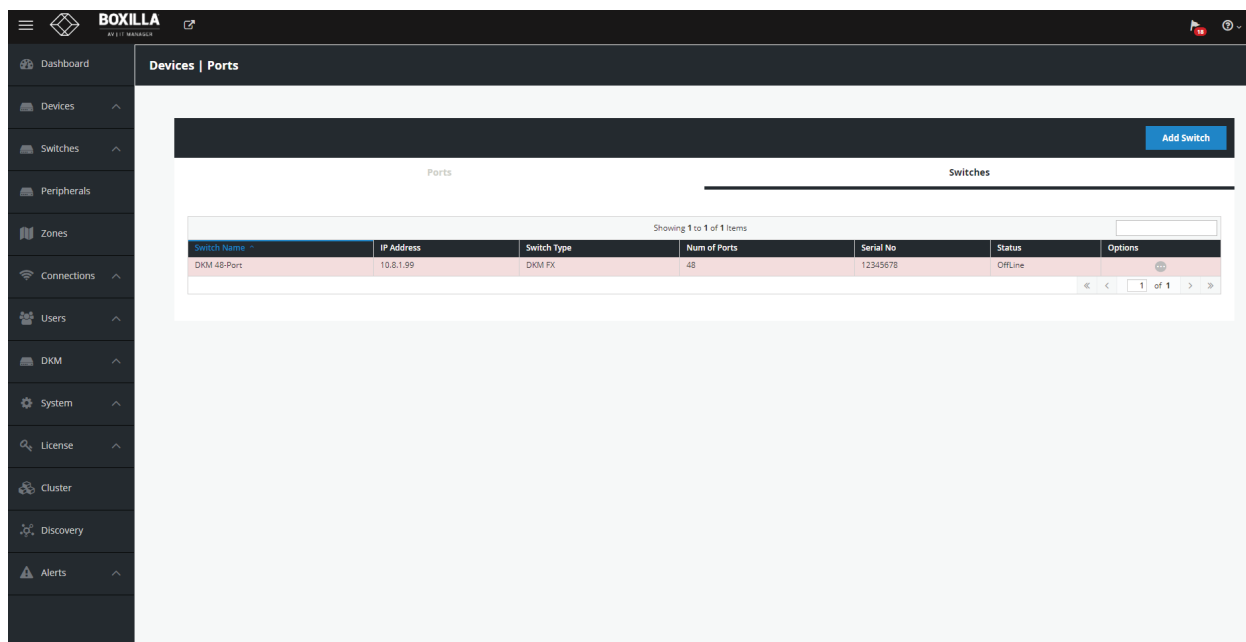 BOXILLA
AV | IT MANAGER
18
Dashboard
Devices
Switches
Peripherals
Zones
Connections
Users
DKM
System
License
Cluster
Discovery
Alerts
Devices | Ports
Add Switch
Ports Switches
Showing 1 to 1 of 1 Items
Switch Name IP Address Switch Type Num of Ports Serial No Status Options
DKM 48-Port 10.8.1.99 DKM FX 48 12345678 OffLine
« < 1 of 1 > »